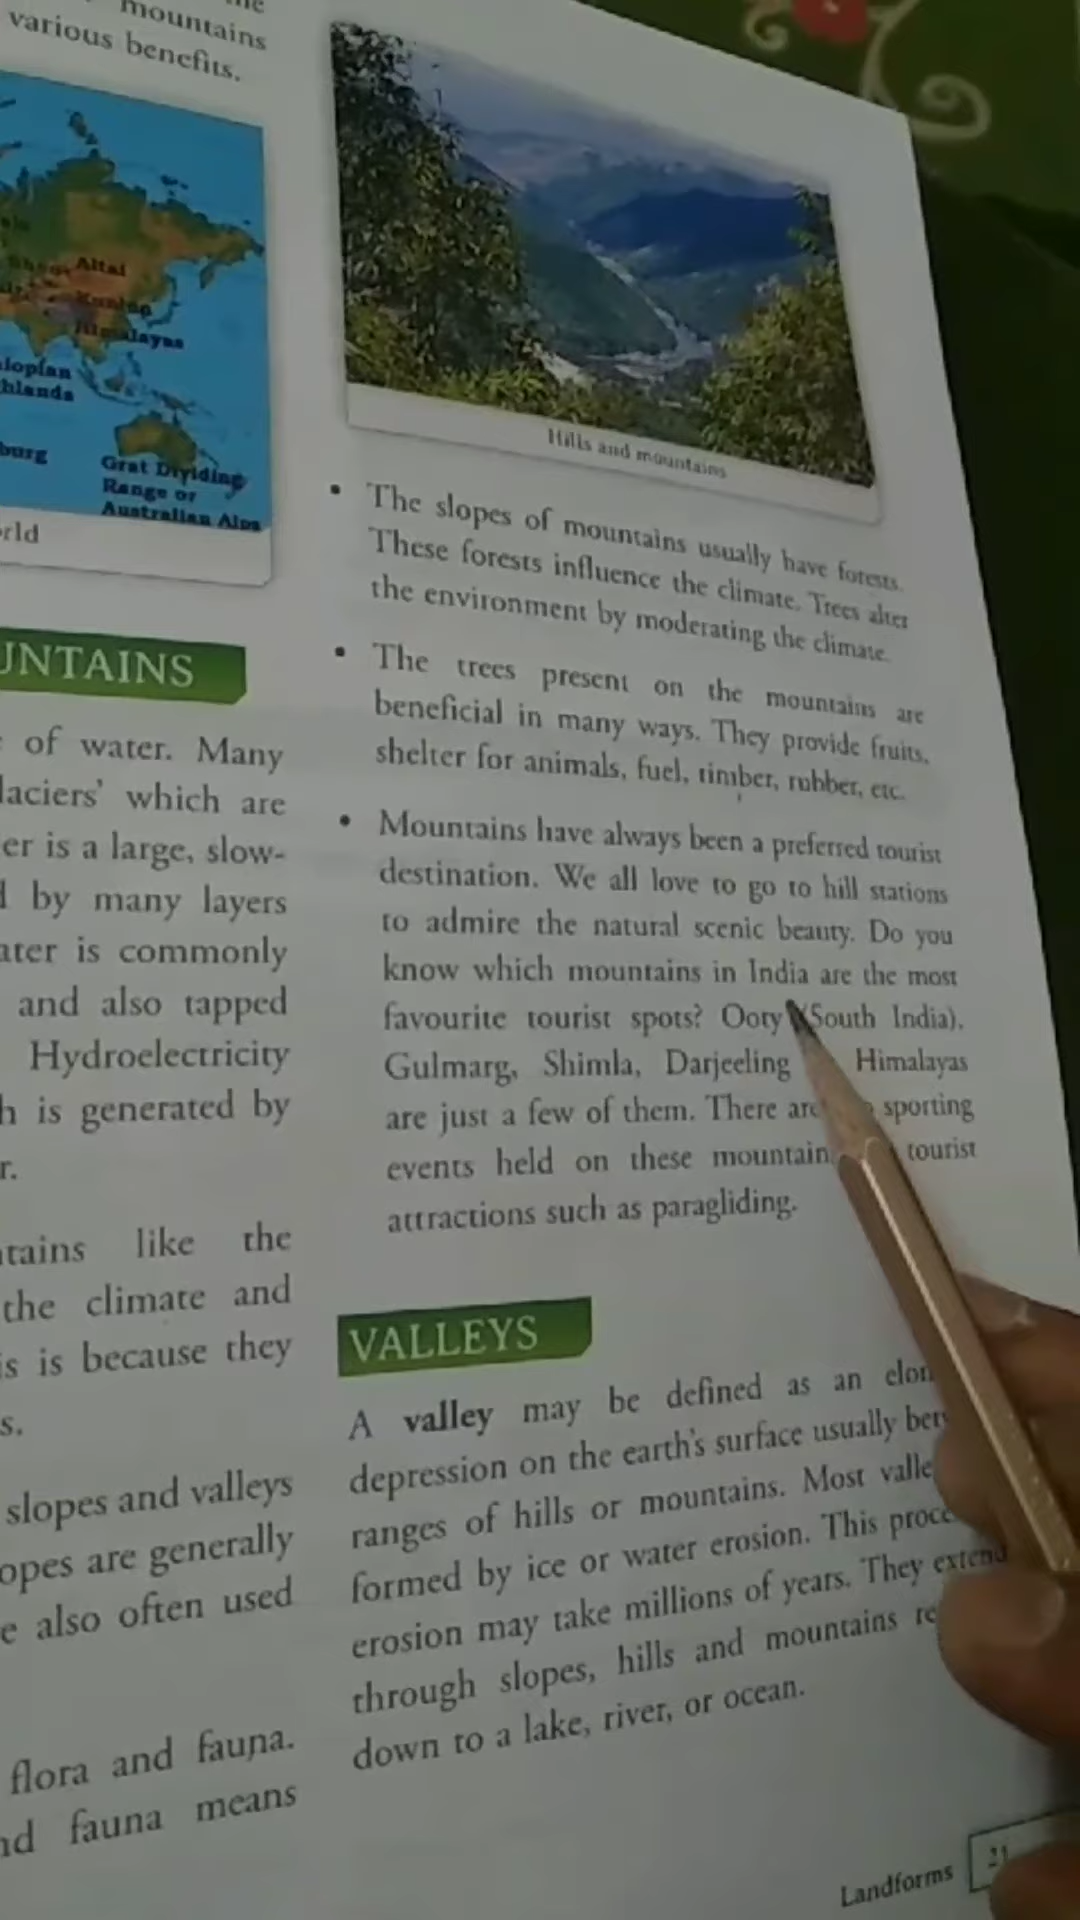 mountains
various benefits.
Altai
Himalayas
Grat Dividing
Range or
Australian Alps
UNTAINS
of water. Many
laciers' which are
er is a large, slow-
by many layers
ater is commonly
and also tapped
Hydroelectricity
h is generated by
r.
ntains like the
the climate and
is is because they
s.
slopes and valleys
opes are generally
e also often used
flora and fauna.
nd fauna means
Hills and mountains
• The slopes of mountains usually have forests.
These forests influence the climate. Trees alter
the environment by moderating the climate.
• The trees present on the mountains are
beneficial in many ways. They provide fruits,
shelter for animals, fuel, timber, rubber, etc.
• Mountains have always been a preferred tourist
destination. We all love to go to hill stations
to admire the natural scenic beauty. Do you
know which mountains in India are the most
favourite tourist spots? Ooty (South India),
Gulmarg, Shimla, Darjeeling Himalayas
are just a few of them. There are sporting
events held on these mountain tourist
attractions such as paragliding.
VALLEYS
A valley may be defined as an elon
depression on the earth's surface usually
ranges of hills or mountains. Most valle
formed by ice or water erosion. This proce
erosion may take millions of years. They extend
through slopes, hills and mountains
down to a lake, river, or ocean.
Landforms 21